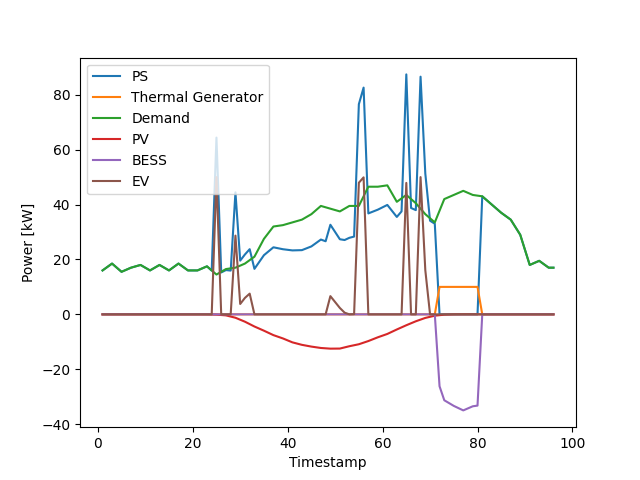 PS
Thermal Generator
Demand
PV
BESS
EV
Power [kW]
80
60
40
20
0
−20
−40
0 20 40 60 80 100
Timestamp